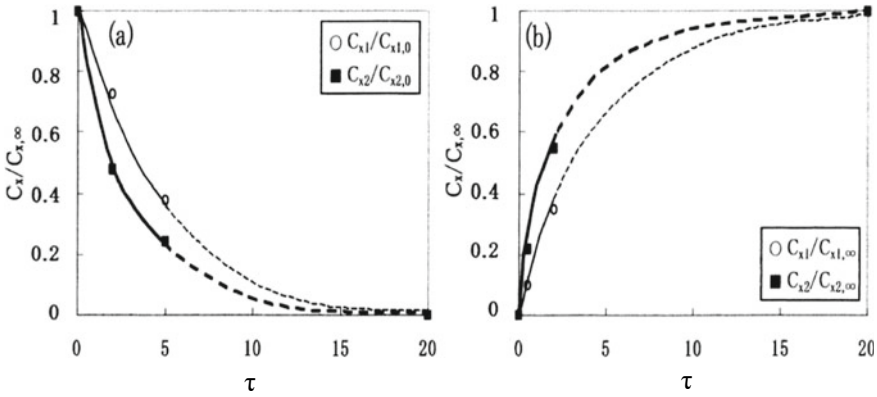 (a)
C_x1/C_x1,0
C_x2/C_x2,0
C_x/C_x,∞
1
0.8
0.6
0.4
0.2
0
0 5 10 15 20
τ
(b)
C_x1/C_x1,∞
C_x2/C_x2,∞
C_x/C_x,∞
1
0.8
0.6
0.4
0.2
0
0 5 10 15 20
τ